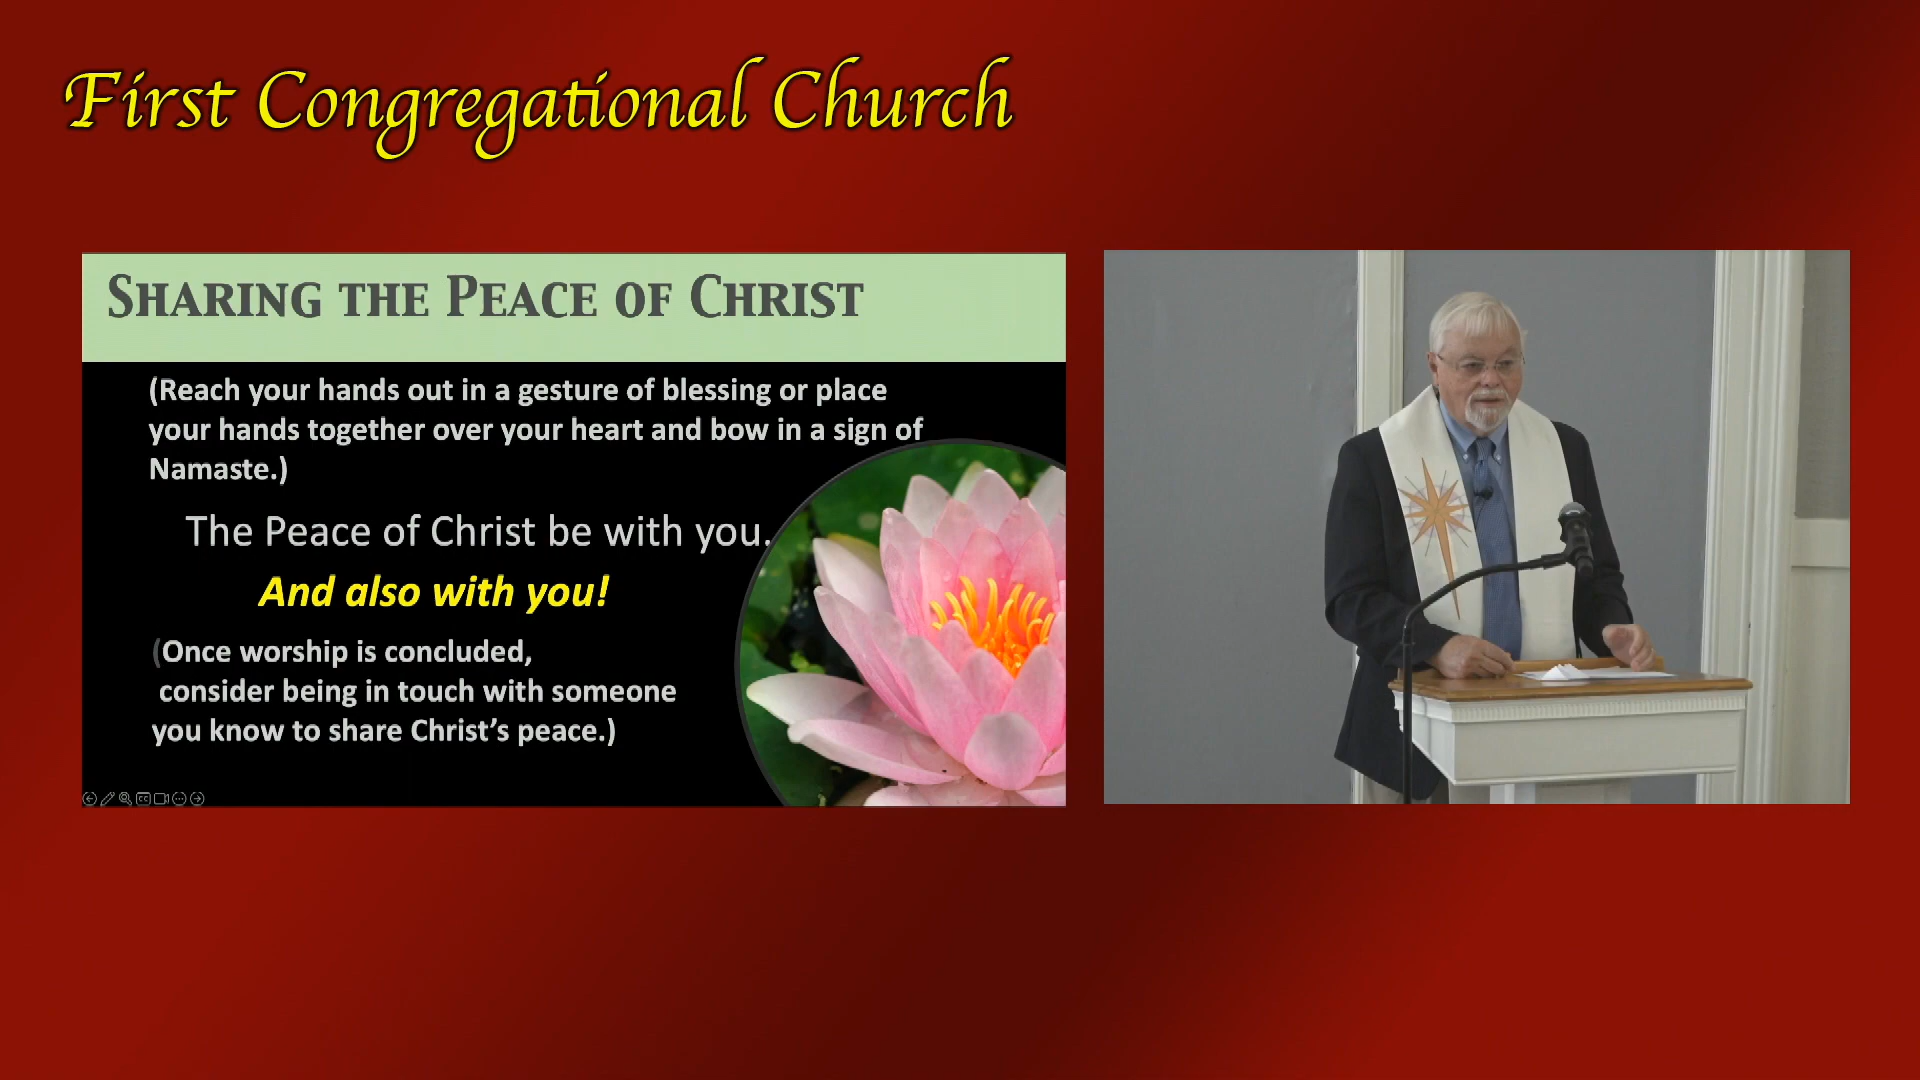 First Congregational Church
Sharing the Peace of Christ
(Reach your hands out in a gesture of blessing or place
your hands together over your heart and bow in a sign of
Namaste.)
The Peace of Christ be with you.
And also with you!
(Once worship is concluded,
consider being in touch with someone
you know to share Christ’s peace.)